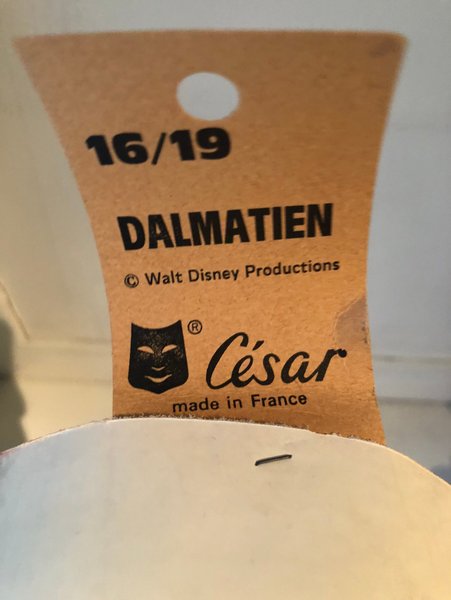 16/19
DALMATIEN
© Walt Disney Productions
® César
made in France